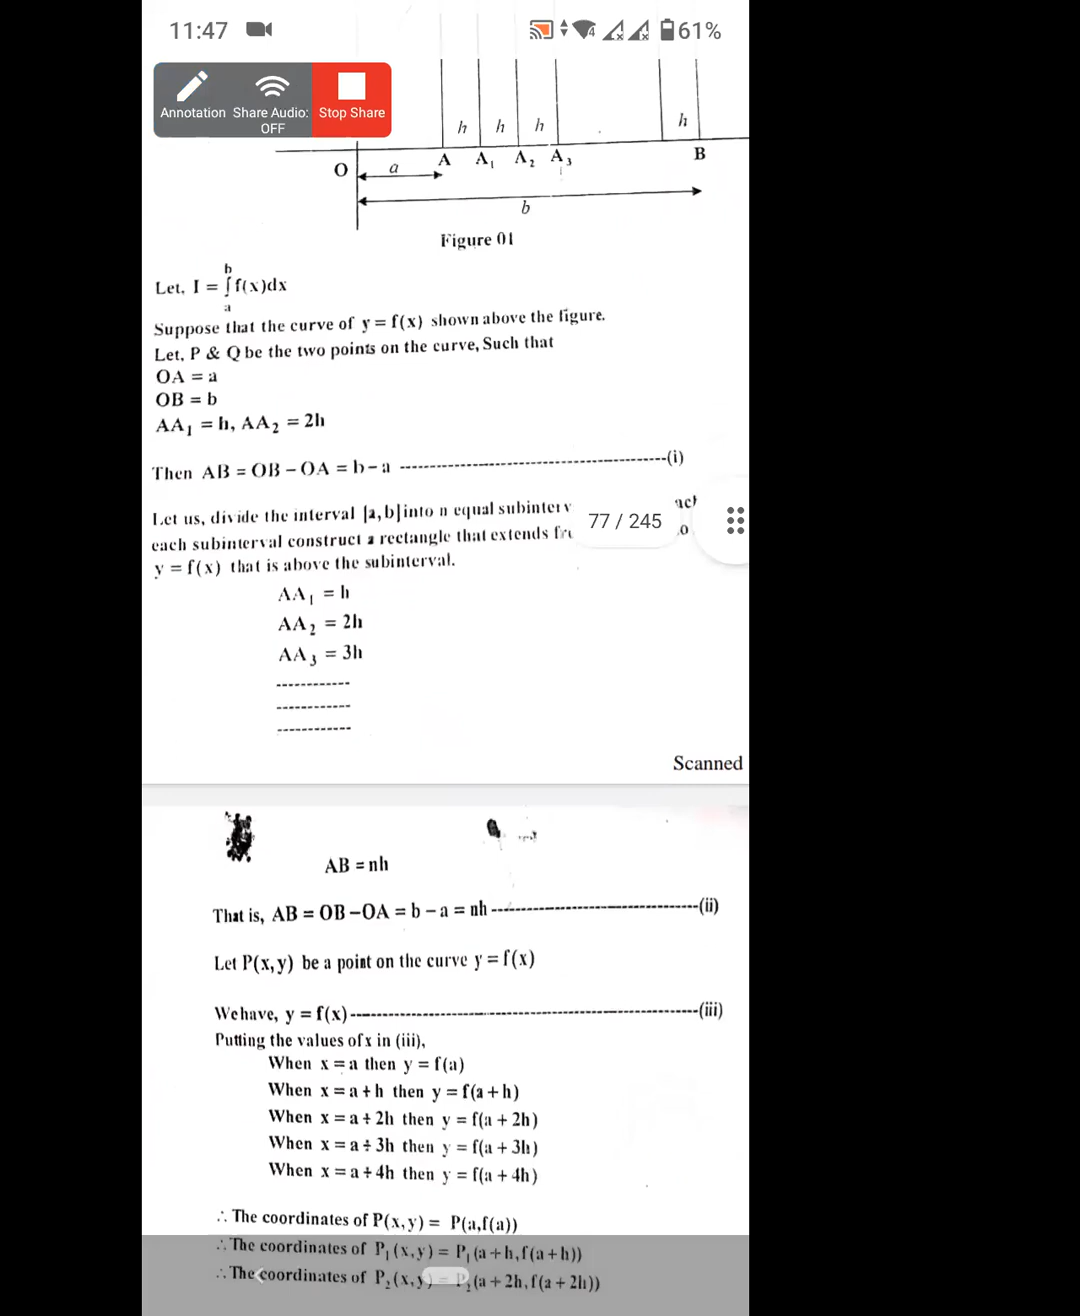 11:47
61%
Annotation Share Audio: OFF Stop Share
h h h h
O a A A₁ A₂ A₃ B
b
Figure 01
Let, I = ∫ₐᵇ f(x)dx
Suppose that the curve of y = f(x) shown above the figure.
Let, P & Q be the two points on the curve, Such that
OA = a
OB = b
AA₁ = h, AA₂ = 2h
Then AB = OB – OA = b – a ------------------------------(i)
Let us, divide the interval [a,b] into n equal
each subinterval construct a rectangle that extends
77 / 245
y = f(x) that is above the subinterval.
AA₁ = h
AA₂ = 2h
AA₃ = 3h
------------
------------
------------
Scanned
AB = nh
That is, AB = OB – OA = b – a = nh ------------------------------(ii)
Let P(x,y) be a point on the curve y = f(x)
We have, y = f(x)------------------------------(iii)
Putting the values of x in (iii),
When x = a then y = f(a)
When x = a + h then y = f(a + h)
When x = a + 2h then y = f(a + 2h)
When x = a + 3h then y = f(a + 3h)
When x = a + 4h then y = f(a + 4h)
∴ The coordinates of P(x,y) = P(a,f(a))
∴ The coordinates of P₁(x,y) = P₁(a + h, f(a + h))
∴ The coordinates of P₂(x,y) = P₂(a + 2h, f(a + 2h))